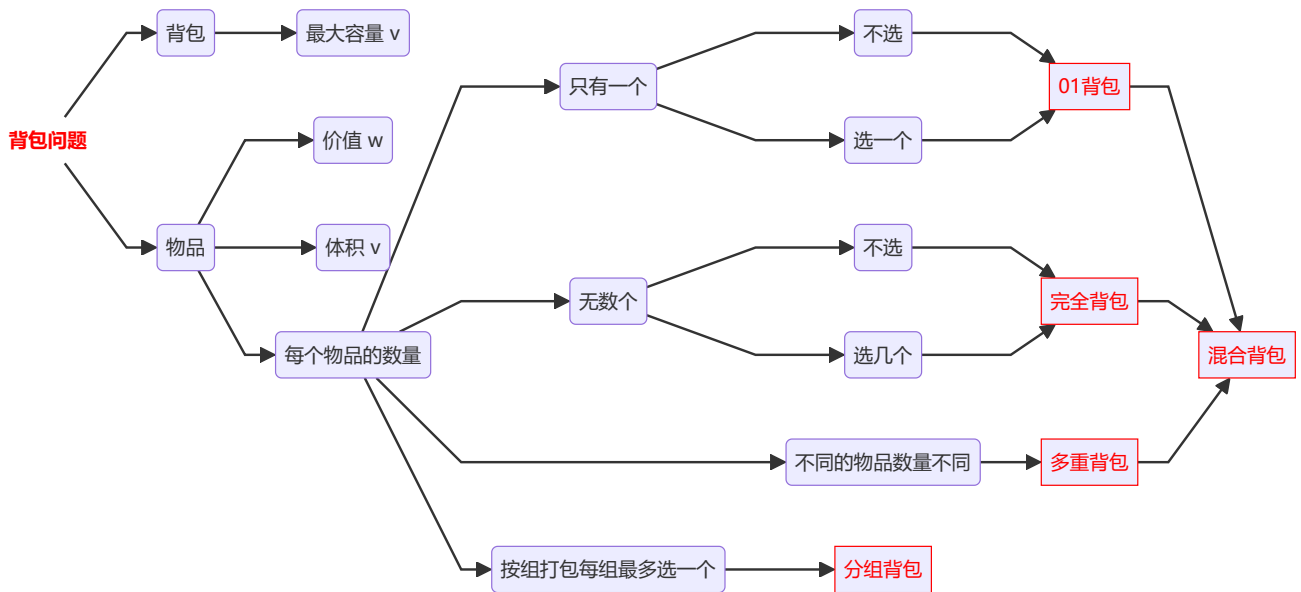 背包
最大容量 v
不选
只有一个
01背包
背包问题
价值 w
选一个
物品
体积 v
不选
无数个
完全背包
每个物品的数量
选几个
混合背包
不同的物品数量不同
多重背包
按组打包每组最多选一个
分组背包